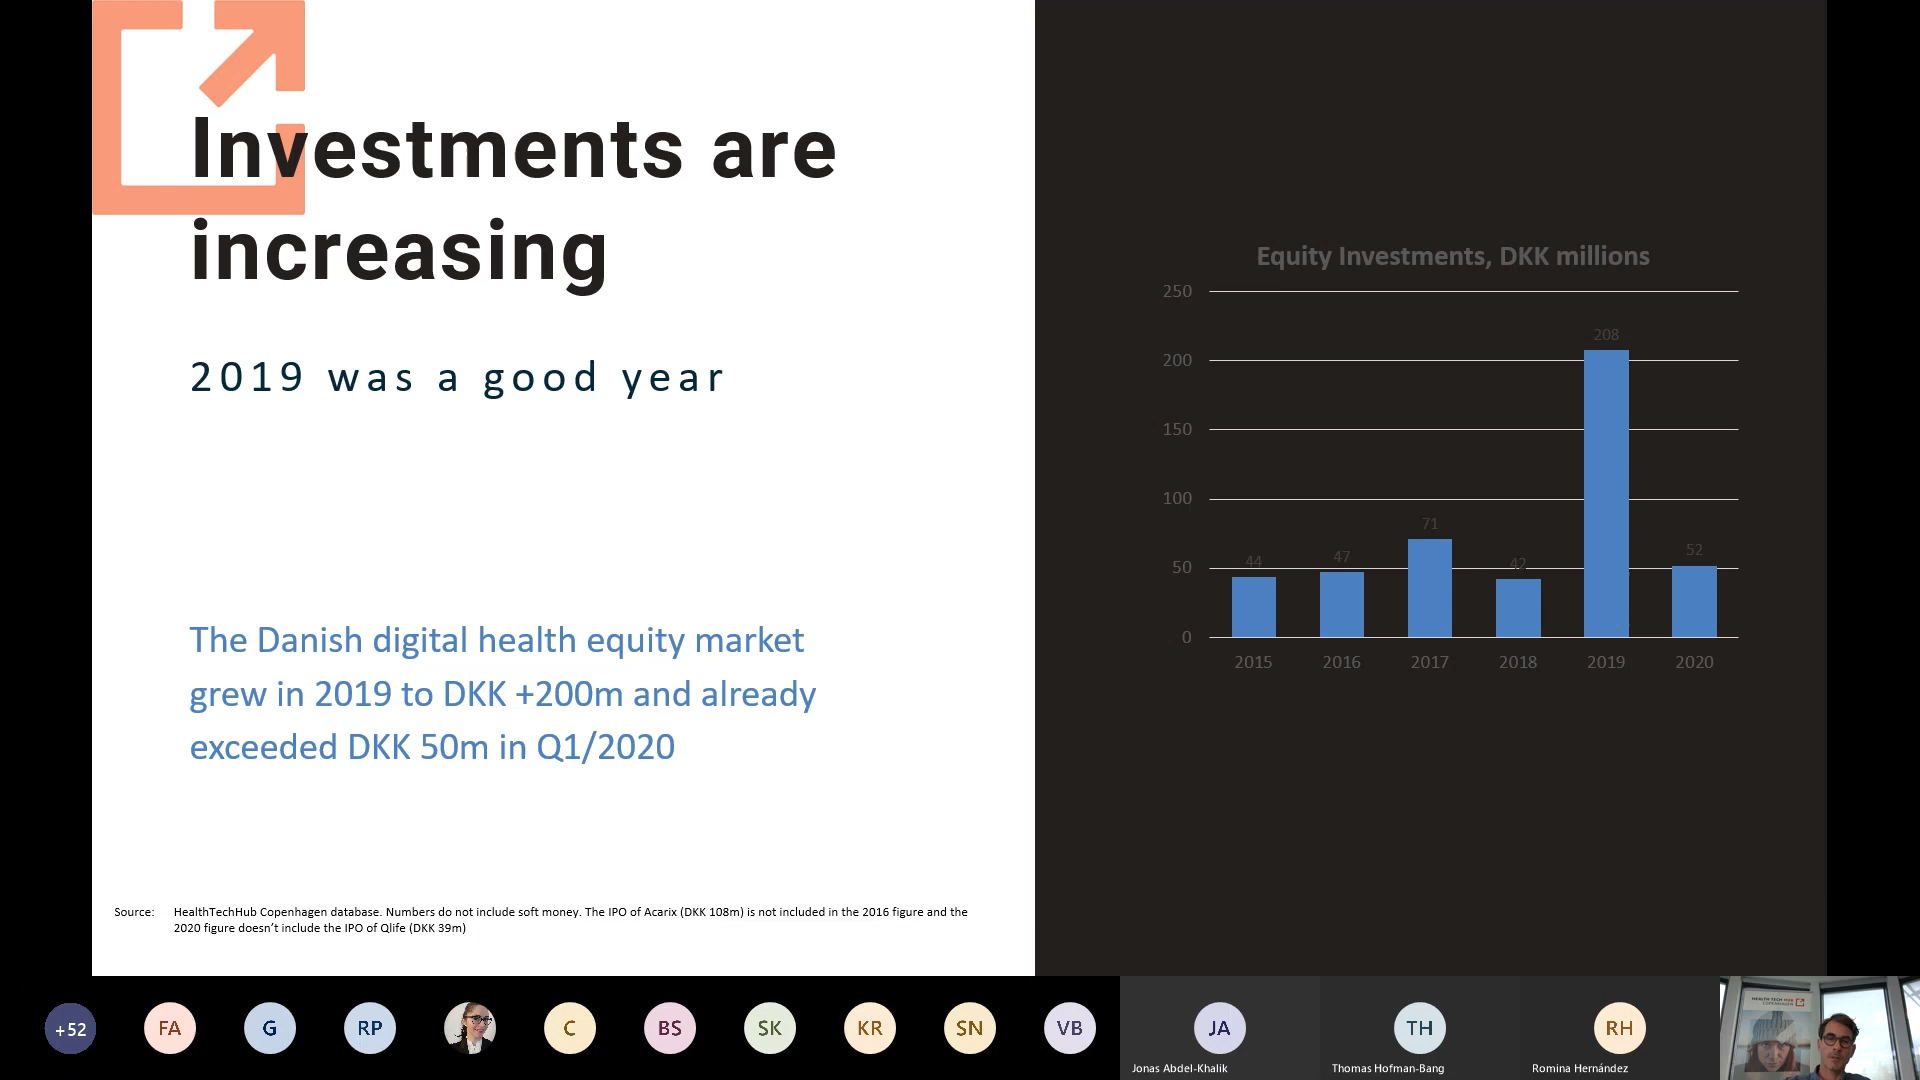 Investments are
increasing
2019 was a good year
The Danish digital health equity market
grew in 2019 to DKK +200m and already
exceeded DKK 50m in Q1/2020
Source: HealthTechHub Copenhagen database. Numbers do not include soft money. The IPO of Acarix (DKK 108m) is not included in the 2016 figure and the
2020 figure doesn't include the IPO of Qlife (DKK 39m)
Equity Investments, DKK millions
250
200
150
100
50
0
44
47
71
42
208
52
2015 2016 2017 2018 2019 2020
+52 FA G RP C BS SK KR SN VB JA TH RH
Jonas Abdel-Khalik Thomas Hofman-Bang Romina Hernández
HEALTH TECH HUB
COPENHAGEN